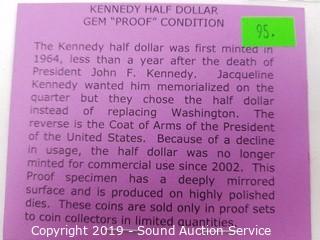 KENNEDY HALF DOLLAR
GEM "PROOF" CONDITION
95.
The Kennedy half dollar was first minted in
1964, less than a year after the death of
President John F. Kennedy. Jacqueline
Kennedy wanted him memorialized on the
quarter but they chose the half dollar
instead of replacing Washington. The
reverse is the Coat of Arms of the President
of the United States. Because of a decline
in usage, the half dollar was no longer
minted for commercial use since 2002. This
Proof specimen has a deeply mirrored
surface and is produced on highly polished
dies. These coins are sold only in proof sets
to coin collectors in limited quantities.
Copyright 2019 - Sound Auction Service